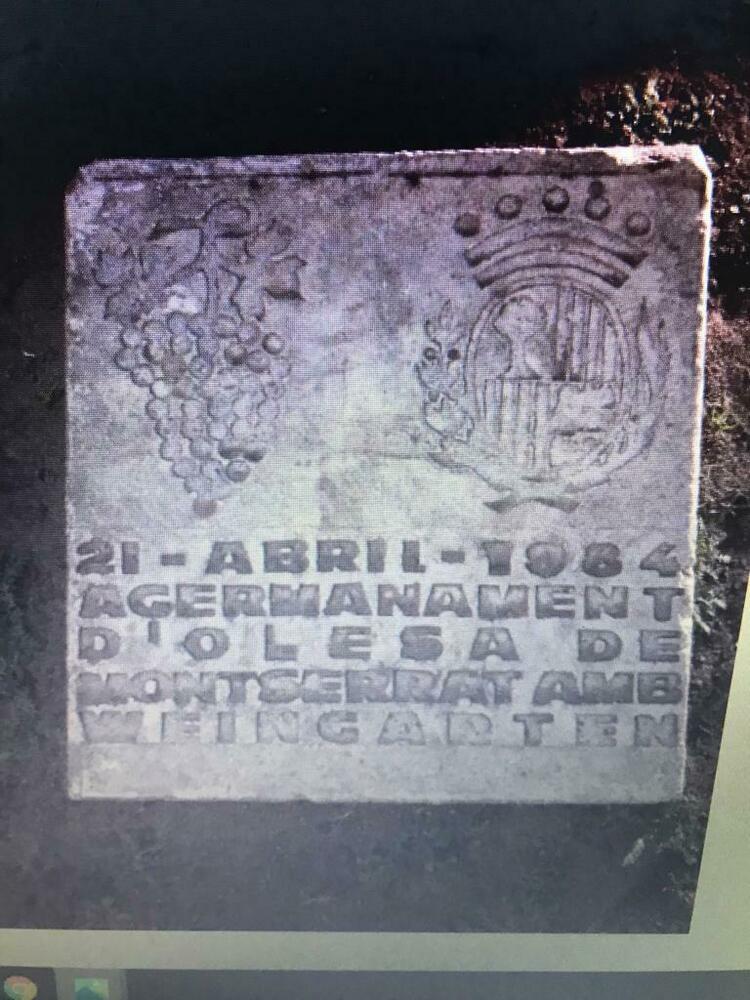 21-ABRIL-1984
AGERMANAMENT
D'OLESA DE
MONTSERRAT AMB
WEINGARTEN